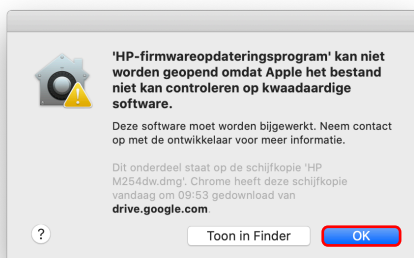 'HP-firmwareopdateringsprogram' kan niet
worden geopend omdat Apple het bestand
niet kan controleren op kwaadaardige
software.
Deze software moet worden bijgewerkt. Neem contact
op met de ontwikkelaar voor meer informatie.
Dit onderdeel staat op de schijfkopie 'HP
M254dw.dmg'. Chrome heeft deze schijfkopie
vandaag om 09:53 gedownload van
drive.google.com.
?
Toon in Finder
OK